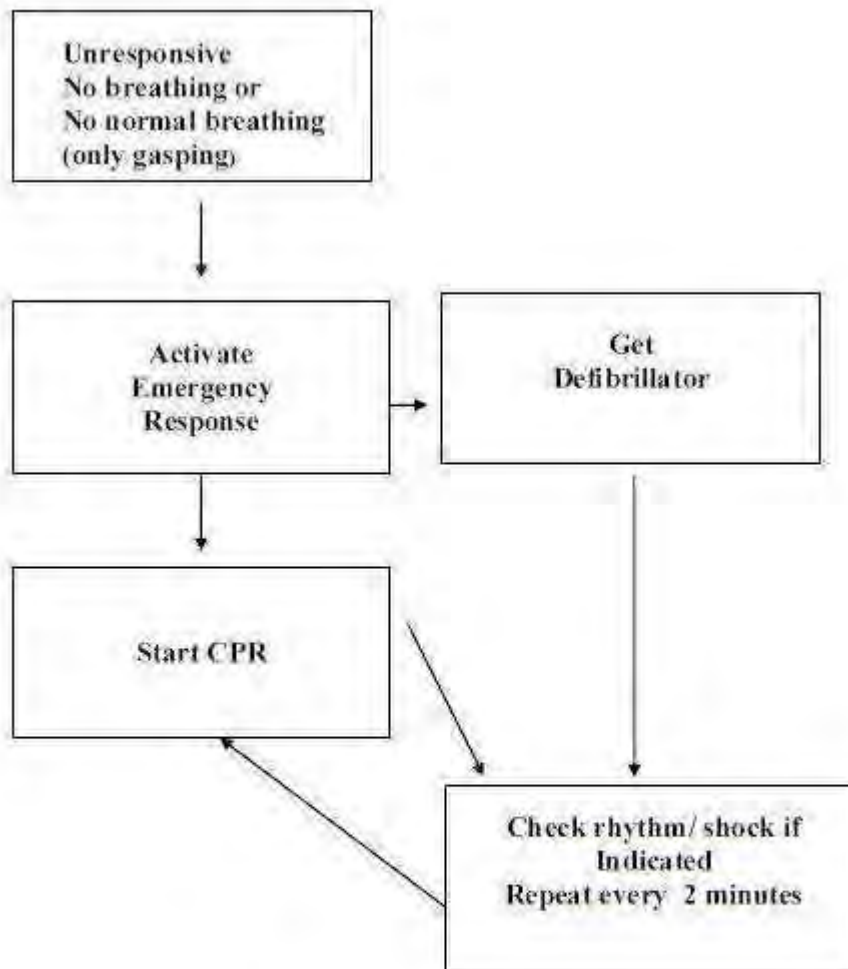 Unresponsive
No breathing or
No normal breathing
(only gasping)
Activate
Emergency
Response
Get
Defibrillator
Start CPR
Check rhythm/ shock if
Indicated
Repeat every 2 minutes